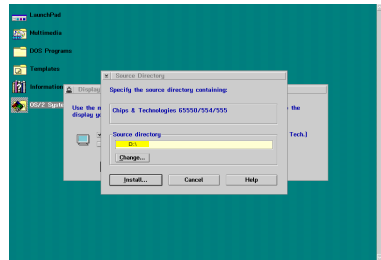 LaunchPad
Multimedia
DOS Programs
Templates
Information
OS/2 Syste
Display
Use the
display
the
Tech.)
Source Directory
Specify the source directory containing:
Chips & Technologies 65550/554/555
Source directory
D:\
Change...
Install...
Cancel
Help